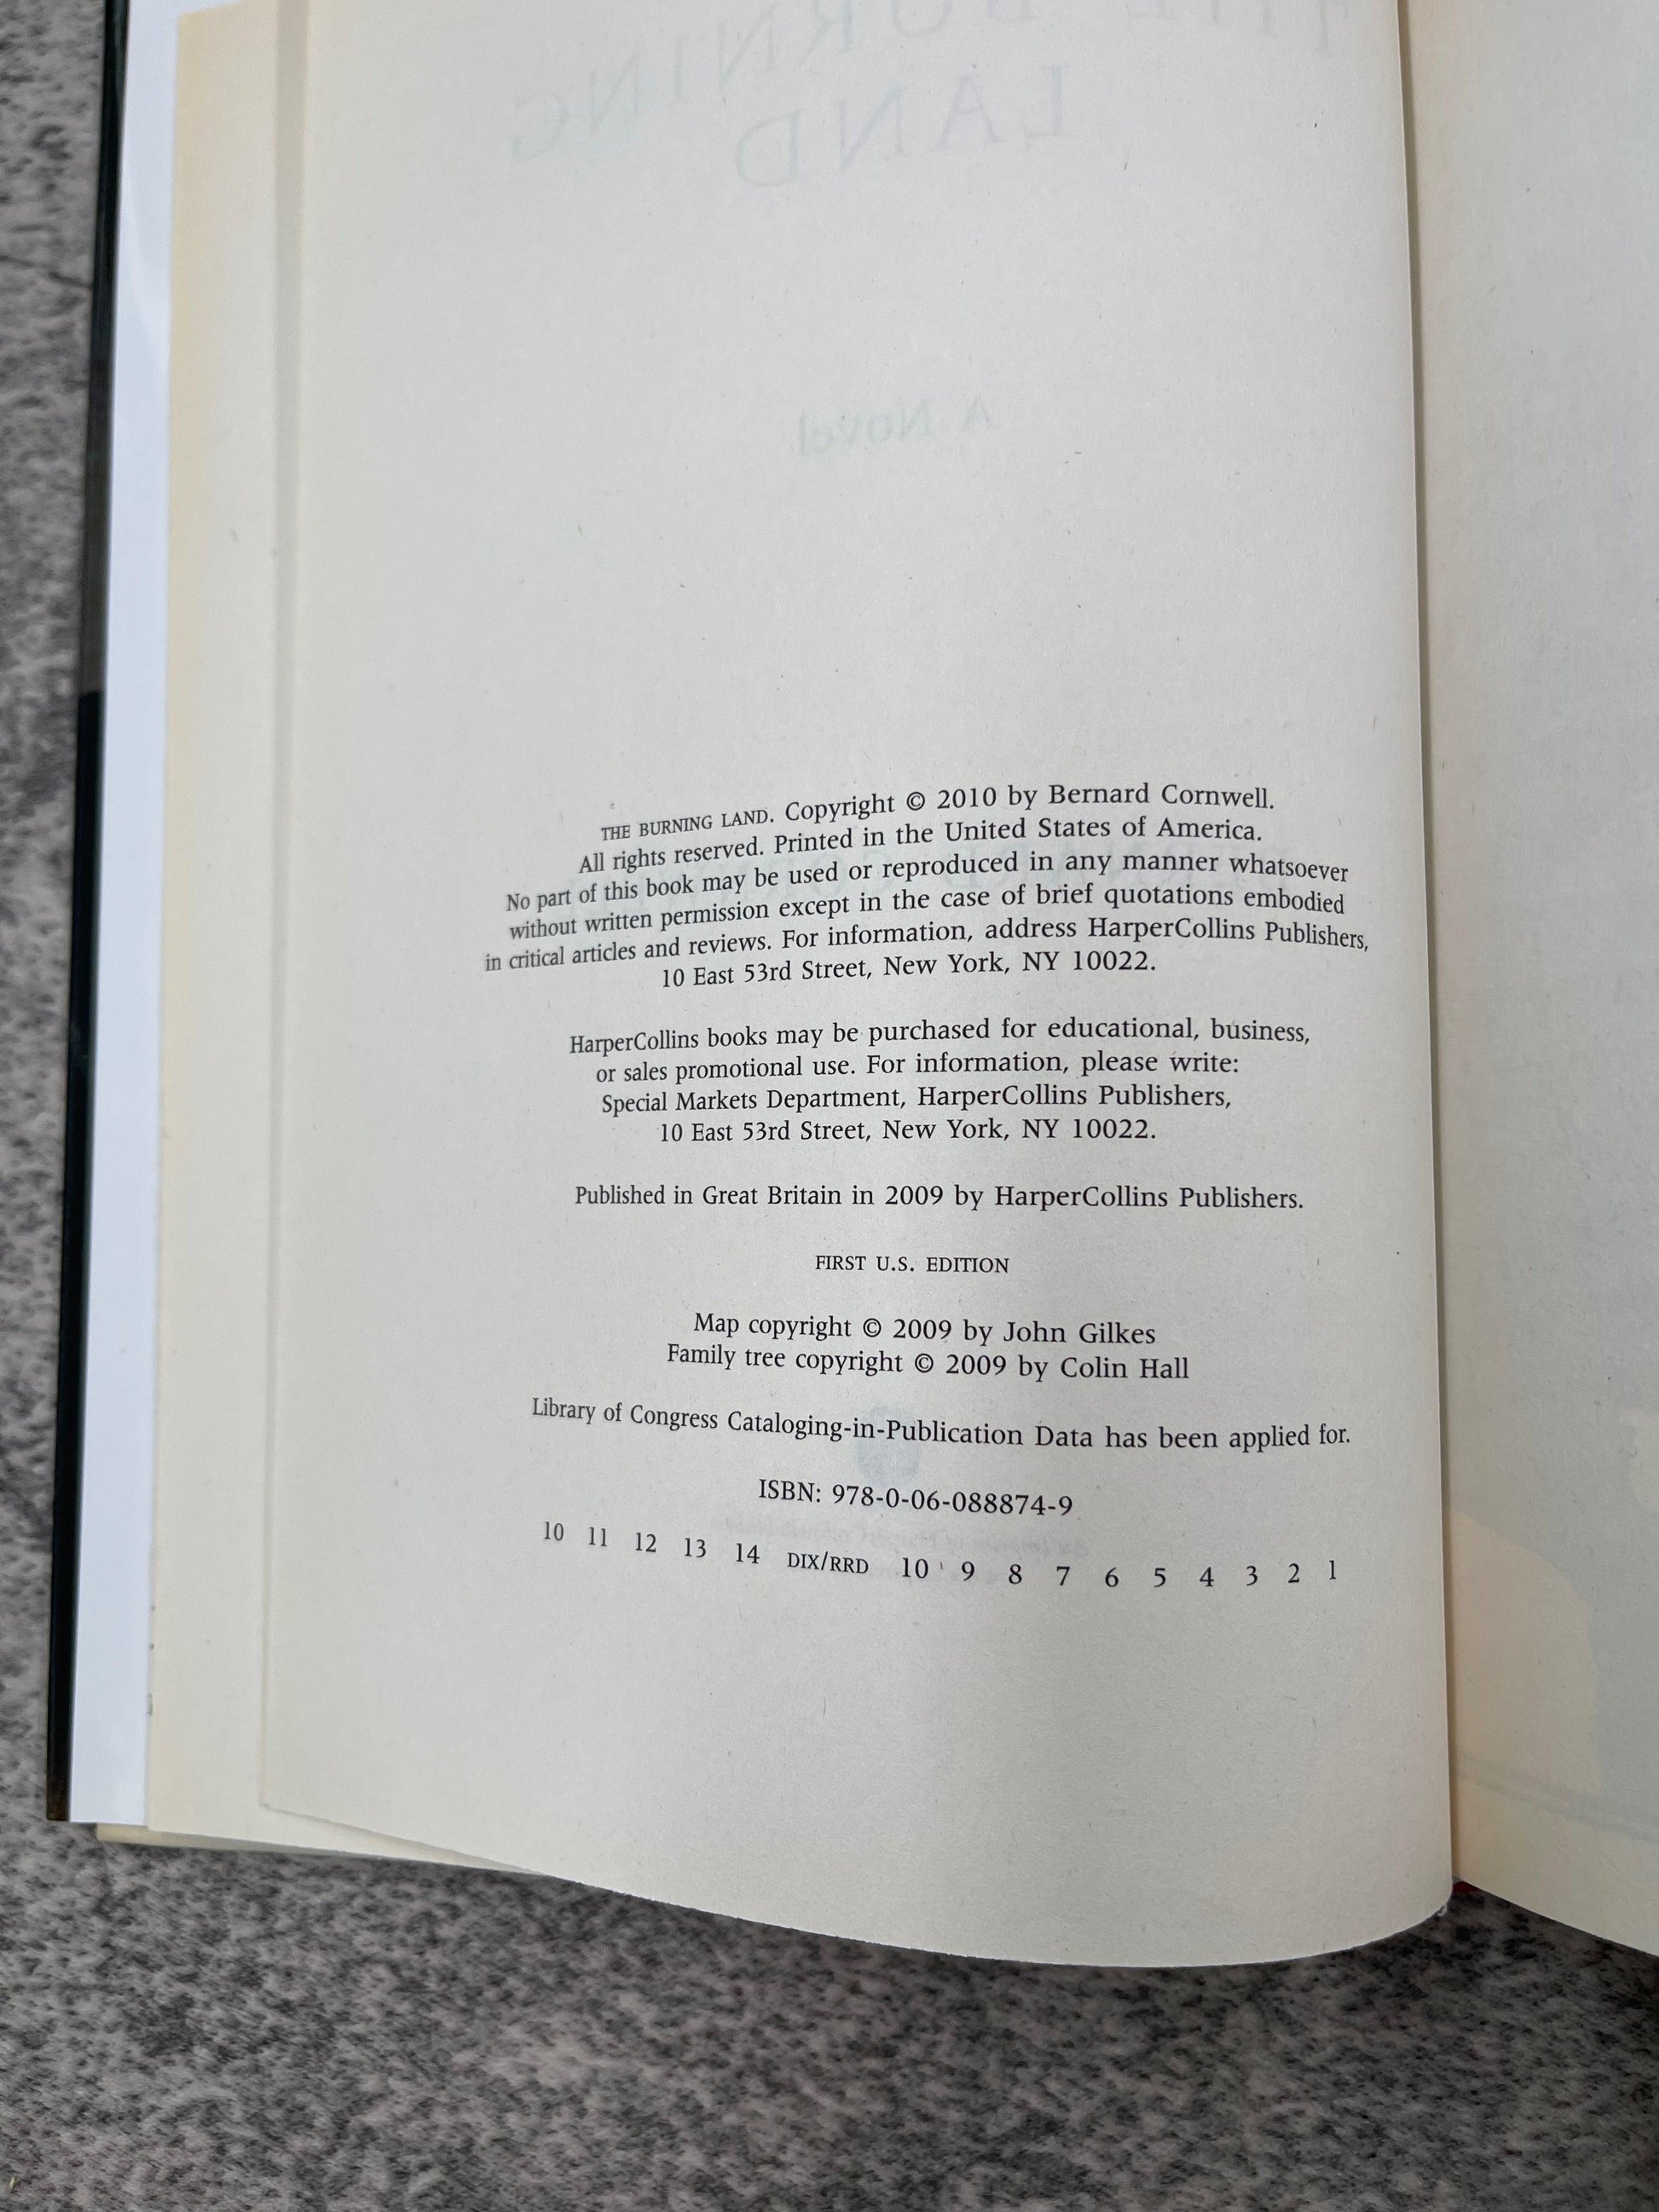 THE BURNING LAND. Copyright © 2010 by Bernard Cornwell.
All rights reserved. Printed in the United States of America.
No part of this book may be used or reproduced in any manner whatsoever
without written permission except in the case of brief quotations embodied
in critical articles and reviews. For information, address HarperCollins Publishers,
10 East 53rd Street, New York, NY 10022.
HarperCollins books may be purchased for educational, business,
or sales promotional use. For information, please write:
Special Markets Department, HarperCollins Publishers,
10 East 53rd Street, New York, NY 10022.
Published in Great Britain in 2009 by HarperCollins Publishers.
FIRST U.S. EDITION
Map copyright © 2009 by John Gilkes
Family tree copyright © 2009 by Colin Hall
Library of Congress Cataloging-in-Publication Data has been applied for.
ISBN: 978-0-06-088874-9
10 11 12 13 14 DIX/RRD 10 9 8 7 6 5 4 3 2 1